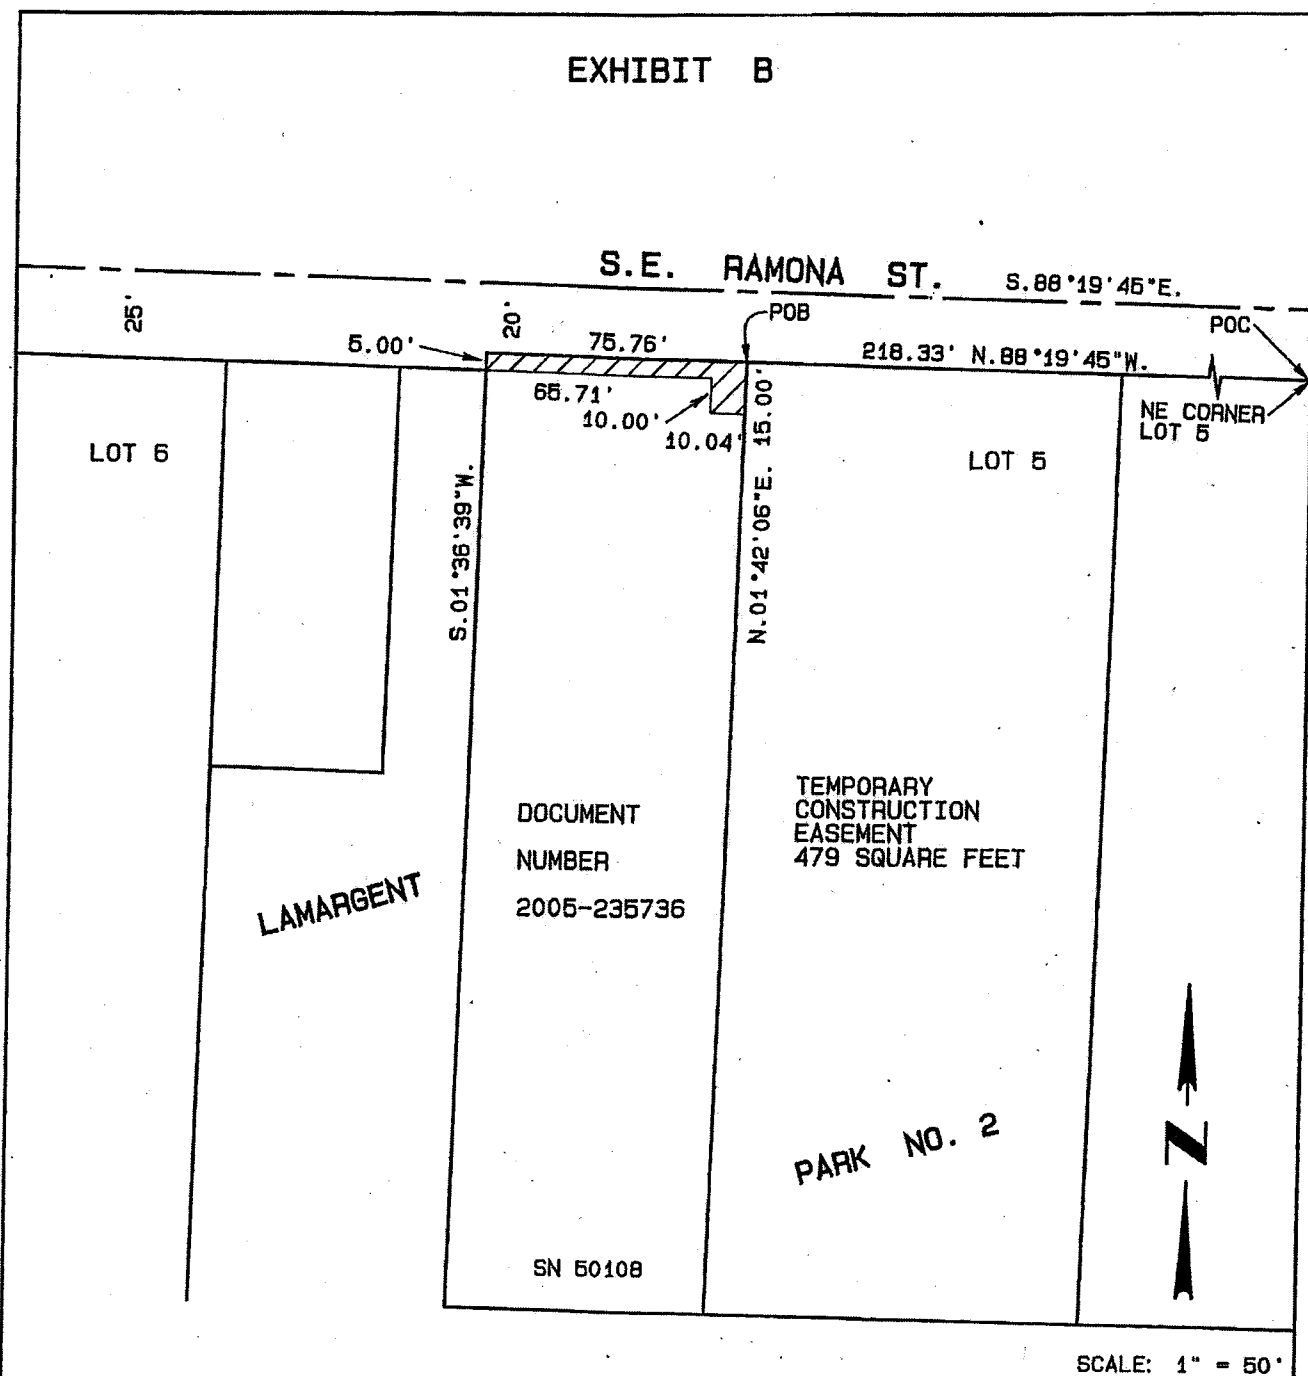 EXHIBIT B
S.E. RAMONA ST.
S.88°19'45"E.
25'
20'
POB
POC
5.00'
75.76'
218.33' N.88°19'45"W.
65.71'
10.00'
10.04'
15.00'
NE CORNER
LOT 5
LOT 6
LOT 5
S.01°36'39"W.
N.01°42'06"E.
TEMPORARY
CONSTRUCTION
EASEMENT
479 SQUARE FEET
DOCUMENT
NUMBER
2005-235736
LAMARGENT
PARK NO. 2
N
SN 50108
SCALE: 1" = 50'